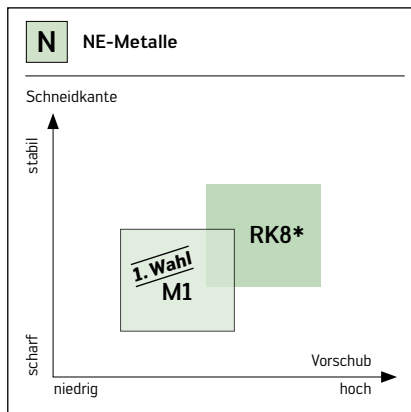 N NE-Metalle
Schneidkante
stabil
RK8*
1. Wahl
M1
scharf
Vorschub
niedrig hoch